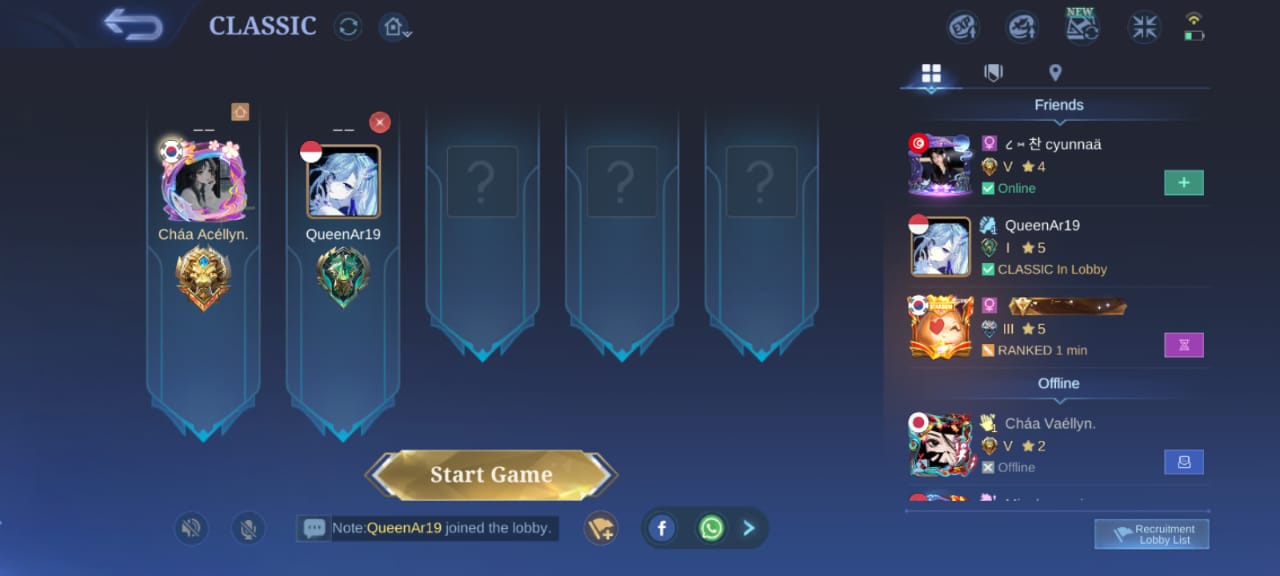 CLASSIC
NEW
EXP
Friends
찬 cyunnaä
V ★4
Online
+
QueenAr19
I ★5
CLASSIC In Lobby
III ★5
RANKED 1 min
Offline
Cháa Vaéllyn.
V ★2
Offline
Cháa Acéllyn.
QueenAr19
?
?
?
Start Game
Note:QueenAr19 joined the lobby.
Recruitment
Lobby List